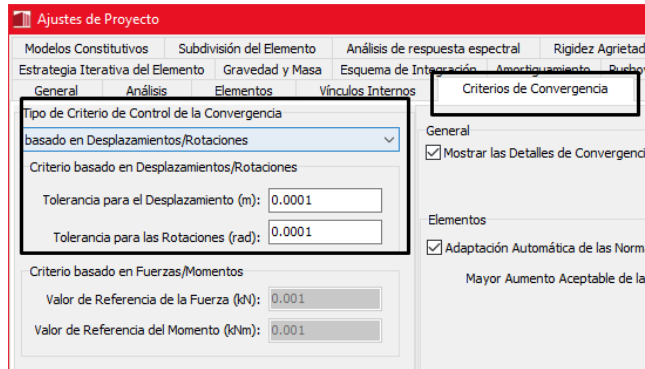 Ajustes de Proyecto
Modelos Constitutivos Subdivisión del Elemento Análisis de respuesta espectral Rigidez Agrietad
Estrategia Iterativa del Elemento Gravedad y Masa Esquema de Integración Amortiguamiento Pushov
General Análisis Elementos Vínculos Internos Criterios de Convergencia
Tipo de Criterio de Control de la Convergencia
basado en Desplazamientos/Rotaciones
Criterio basado en Desplazamientos/Rotaciones
Tolerancia para el Desplazamiento (m): 0.0001
Tolerancia para las Rotaciones (rad): 0.0001
Criterio basado en Fuerzas/Momentos
Valor de Referencia de la Fuerza (kN): 0.001
Valor de Referencia del Momento (kNm): 0.001
General
Mostrar las Detalles de Convergenci
Elementos
Adaptación Automática de las Norm
Mayor Aumento Aceptable de la